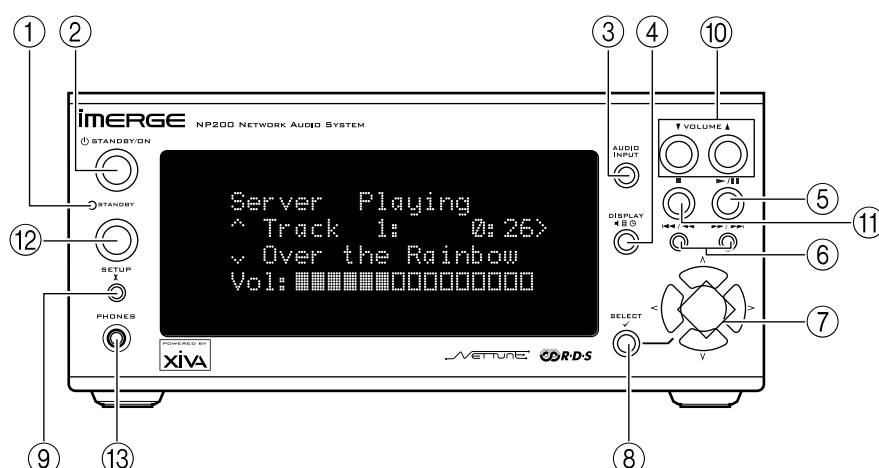 ① ② ③ ④ ⑩
imerge NP200 NETWORK AUDIO SYSTEM
▼ VOLUME ▲
STANDBY/ON
AUDIO
INPUT
STANDBY
⑤
Server Playing
^ Track 1: 0:26>
DISPLAY
⑪
⑫
⑥
⌄ Over the Rainbow
Vol:
SETUP
SELECT
⑦
PHONES
POWERED BY
XiVA
NETTUNE
R·D·S
⑨ ⑬ ⑧